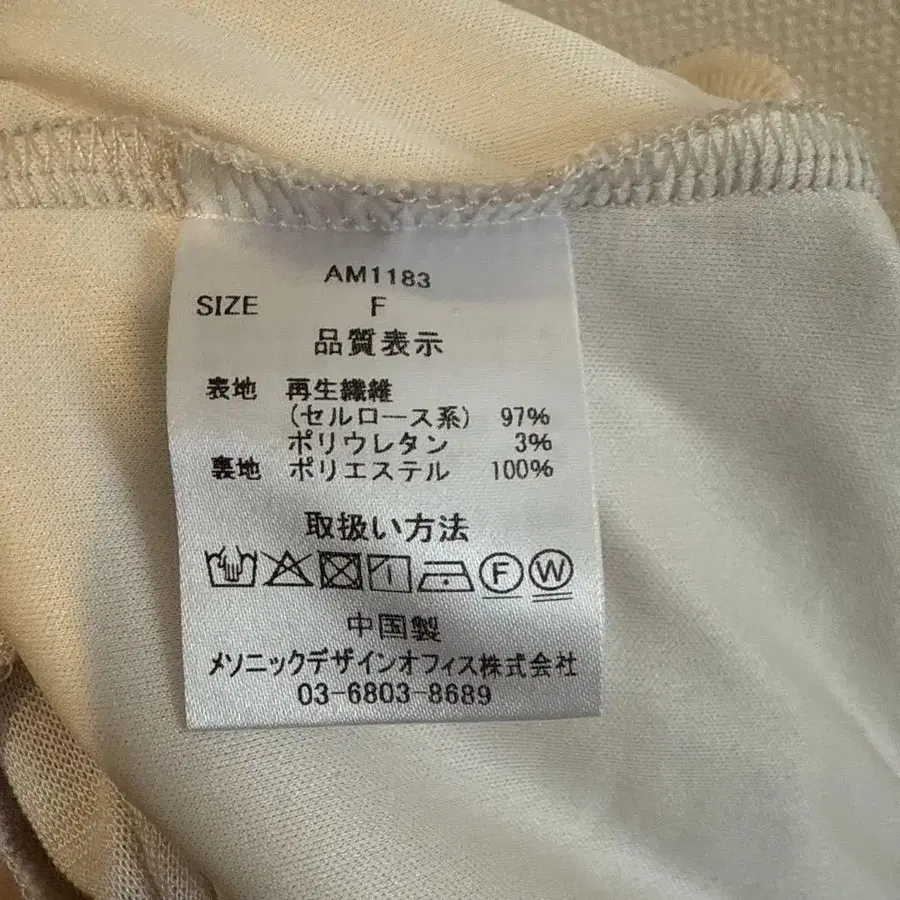 AM1183
SIZE F
品質表示
表地 再生繊維
(セルロース系) 97%
ポリウレタン 3%
裏地 ポリエステル 100%
取扱い方法
F W
中国製
メソニックデザインオフィス株式会社
03-6803-8689